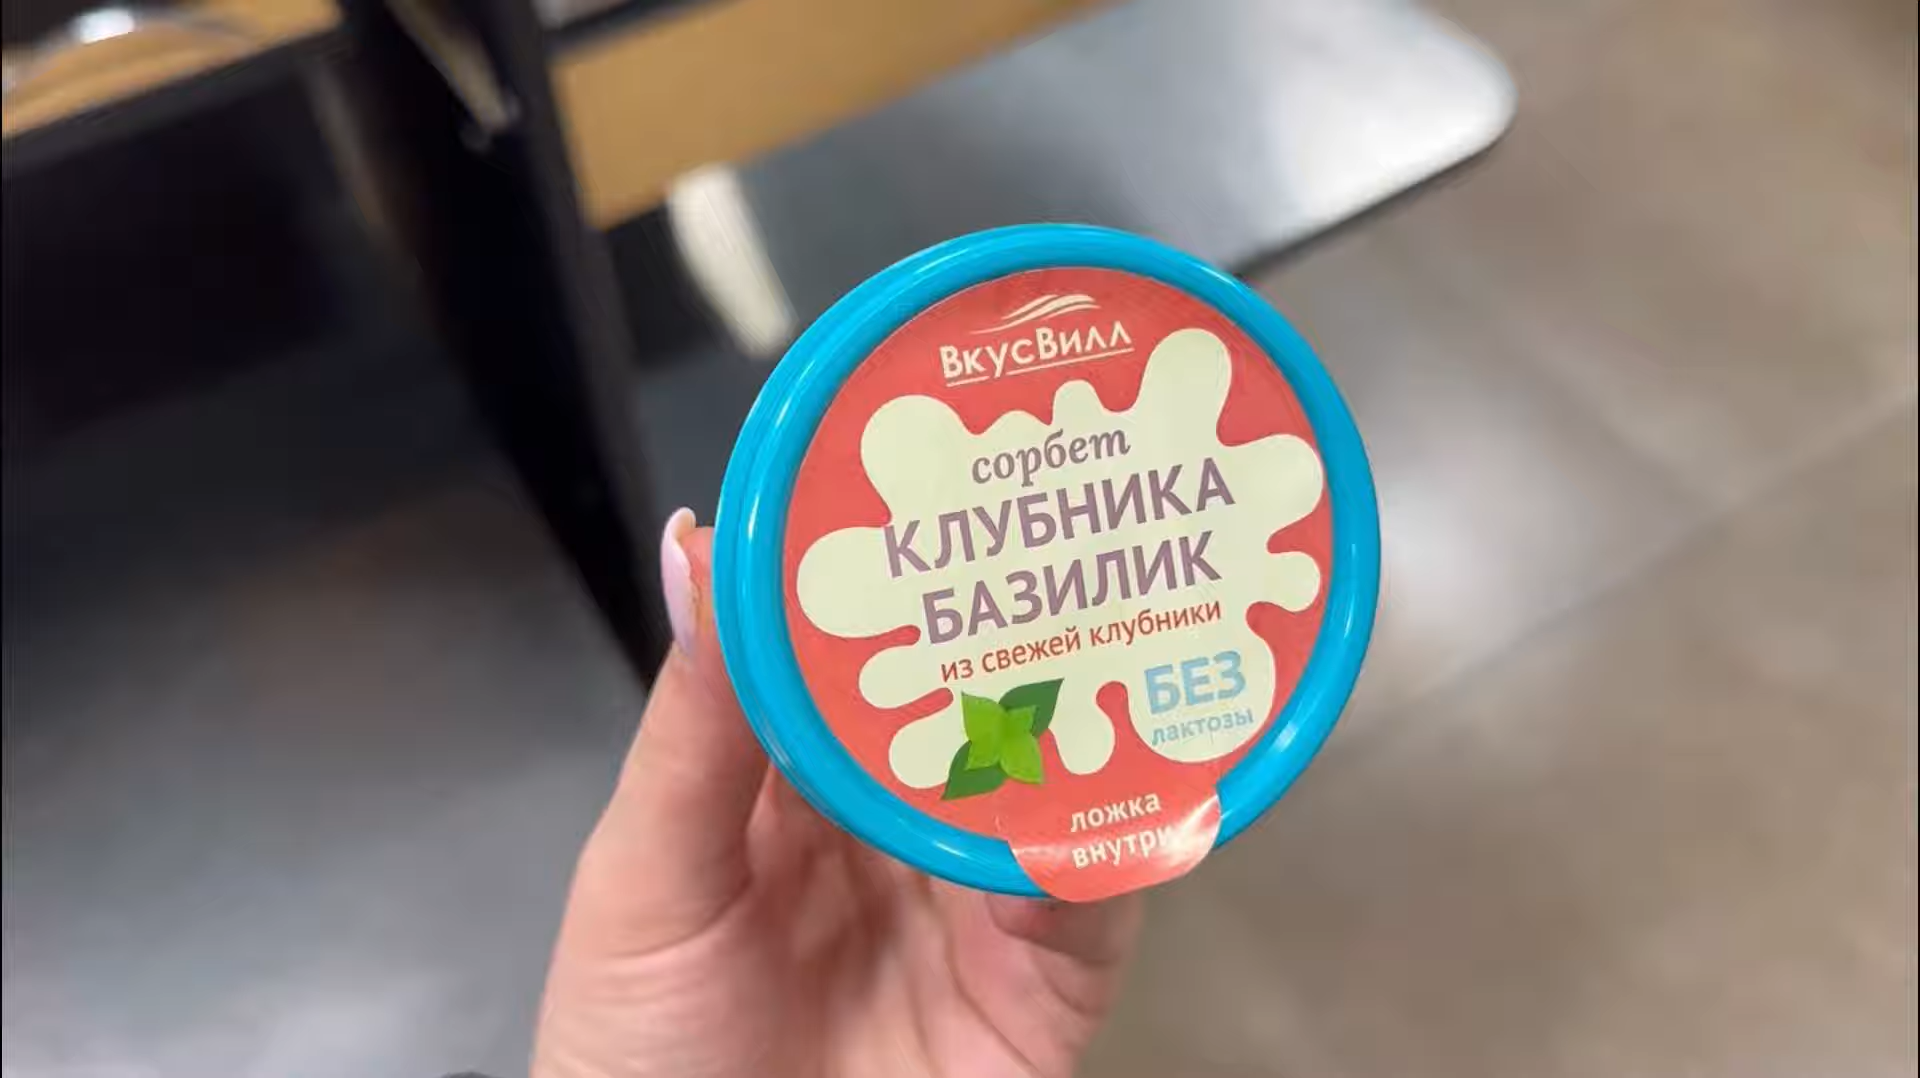 ВкусВилл
сорбет
КЛУБНИКА
БАЗИЛИК
из свежей клубники
БЕЗ
лактозы
ложка
внутри